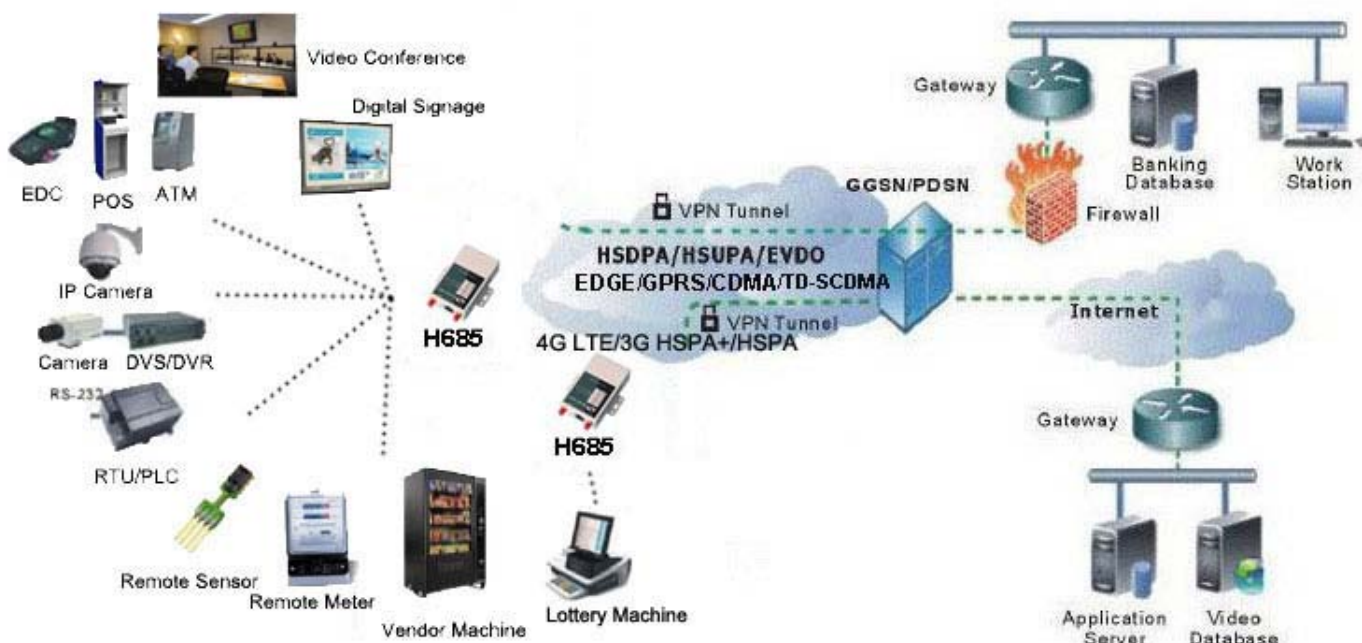 Video Conference
Digital Signage
EDC
POS
ATM
IP Camera
Camera
DVS/DVR
RS-232
RTU/PLC
Remote Sensor
Remote Meter
Vendor Machine
Lottery Machine
H685
H685
VPN Tunnel
HSDPA/HSUPA/EVDO
EDGE/GPRS/CDMA/TD-SCDMA
VPN Tunnel
4G LTE/3G HSPA+/HSPA
GGSN/PDSN
Gateway
Firewall
Banking
Database
Work
Station
Internet
Gateway
Application
Server
Video
Database